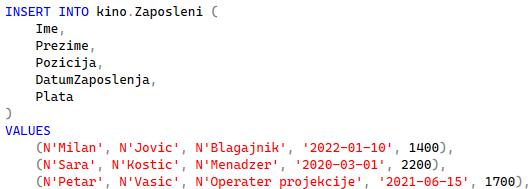 INSERT INTO kino.Zaposleni (
    Ime,
    Prezime,
    Pozicija,
    DatumZaposlenja,
    Plata
)
VALUES
    (N'Milan', N'Jovic', N'Blagajnik', '2022-01-10', 1400),
    (N'Sara', N'Kostic', N'Menadzer', '2020-03-01', 2200),
    (N'Petar', N'Vasic', N'Operater projekcije', '2021-06-15', 1700),